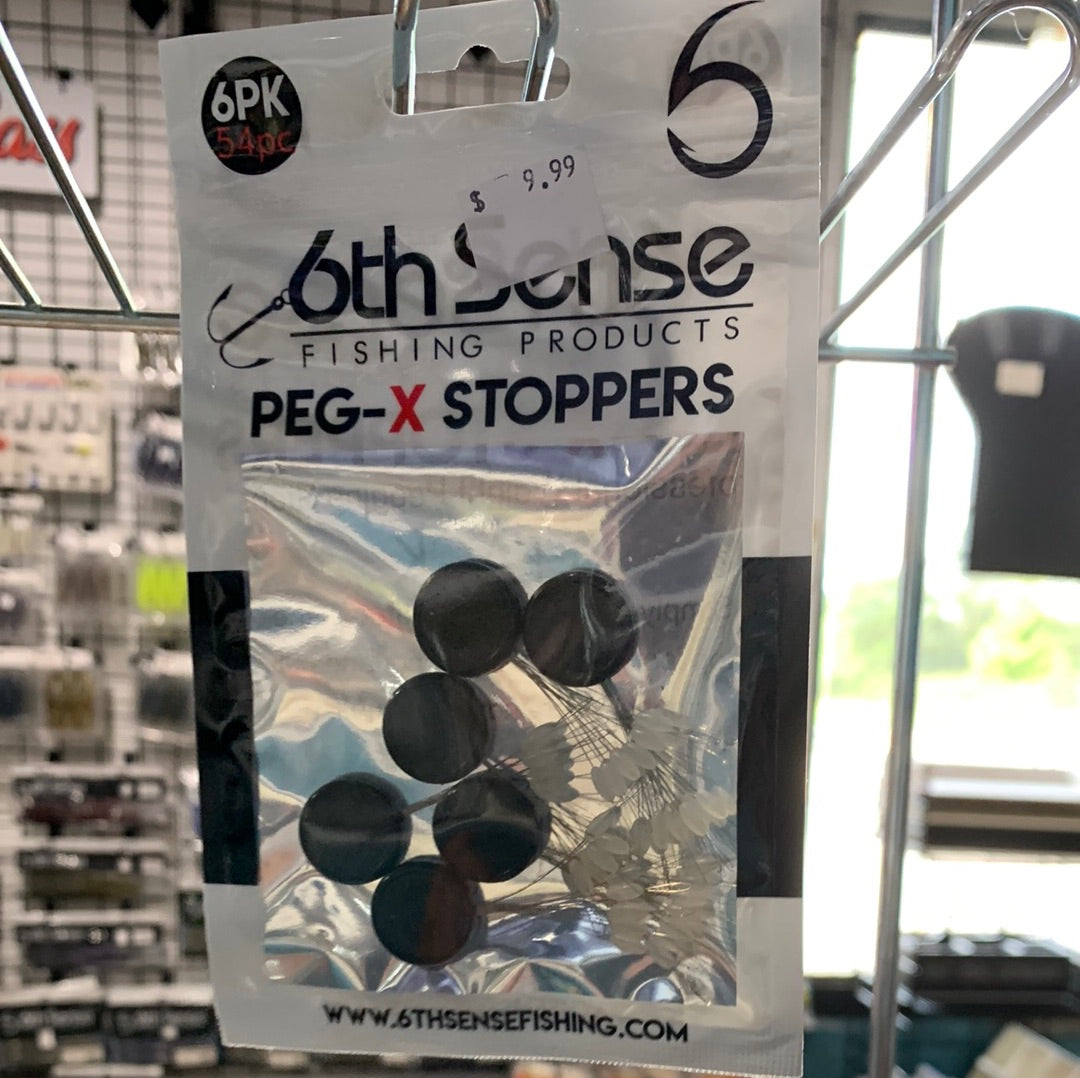 6PK
54pc
6
$ 9.99
6th Sense
FISHING PRODUCTS
PEG-X STOPPERS
WWW.6THSENSEFISHING.COM